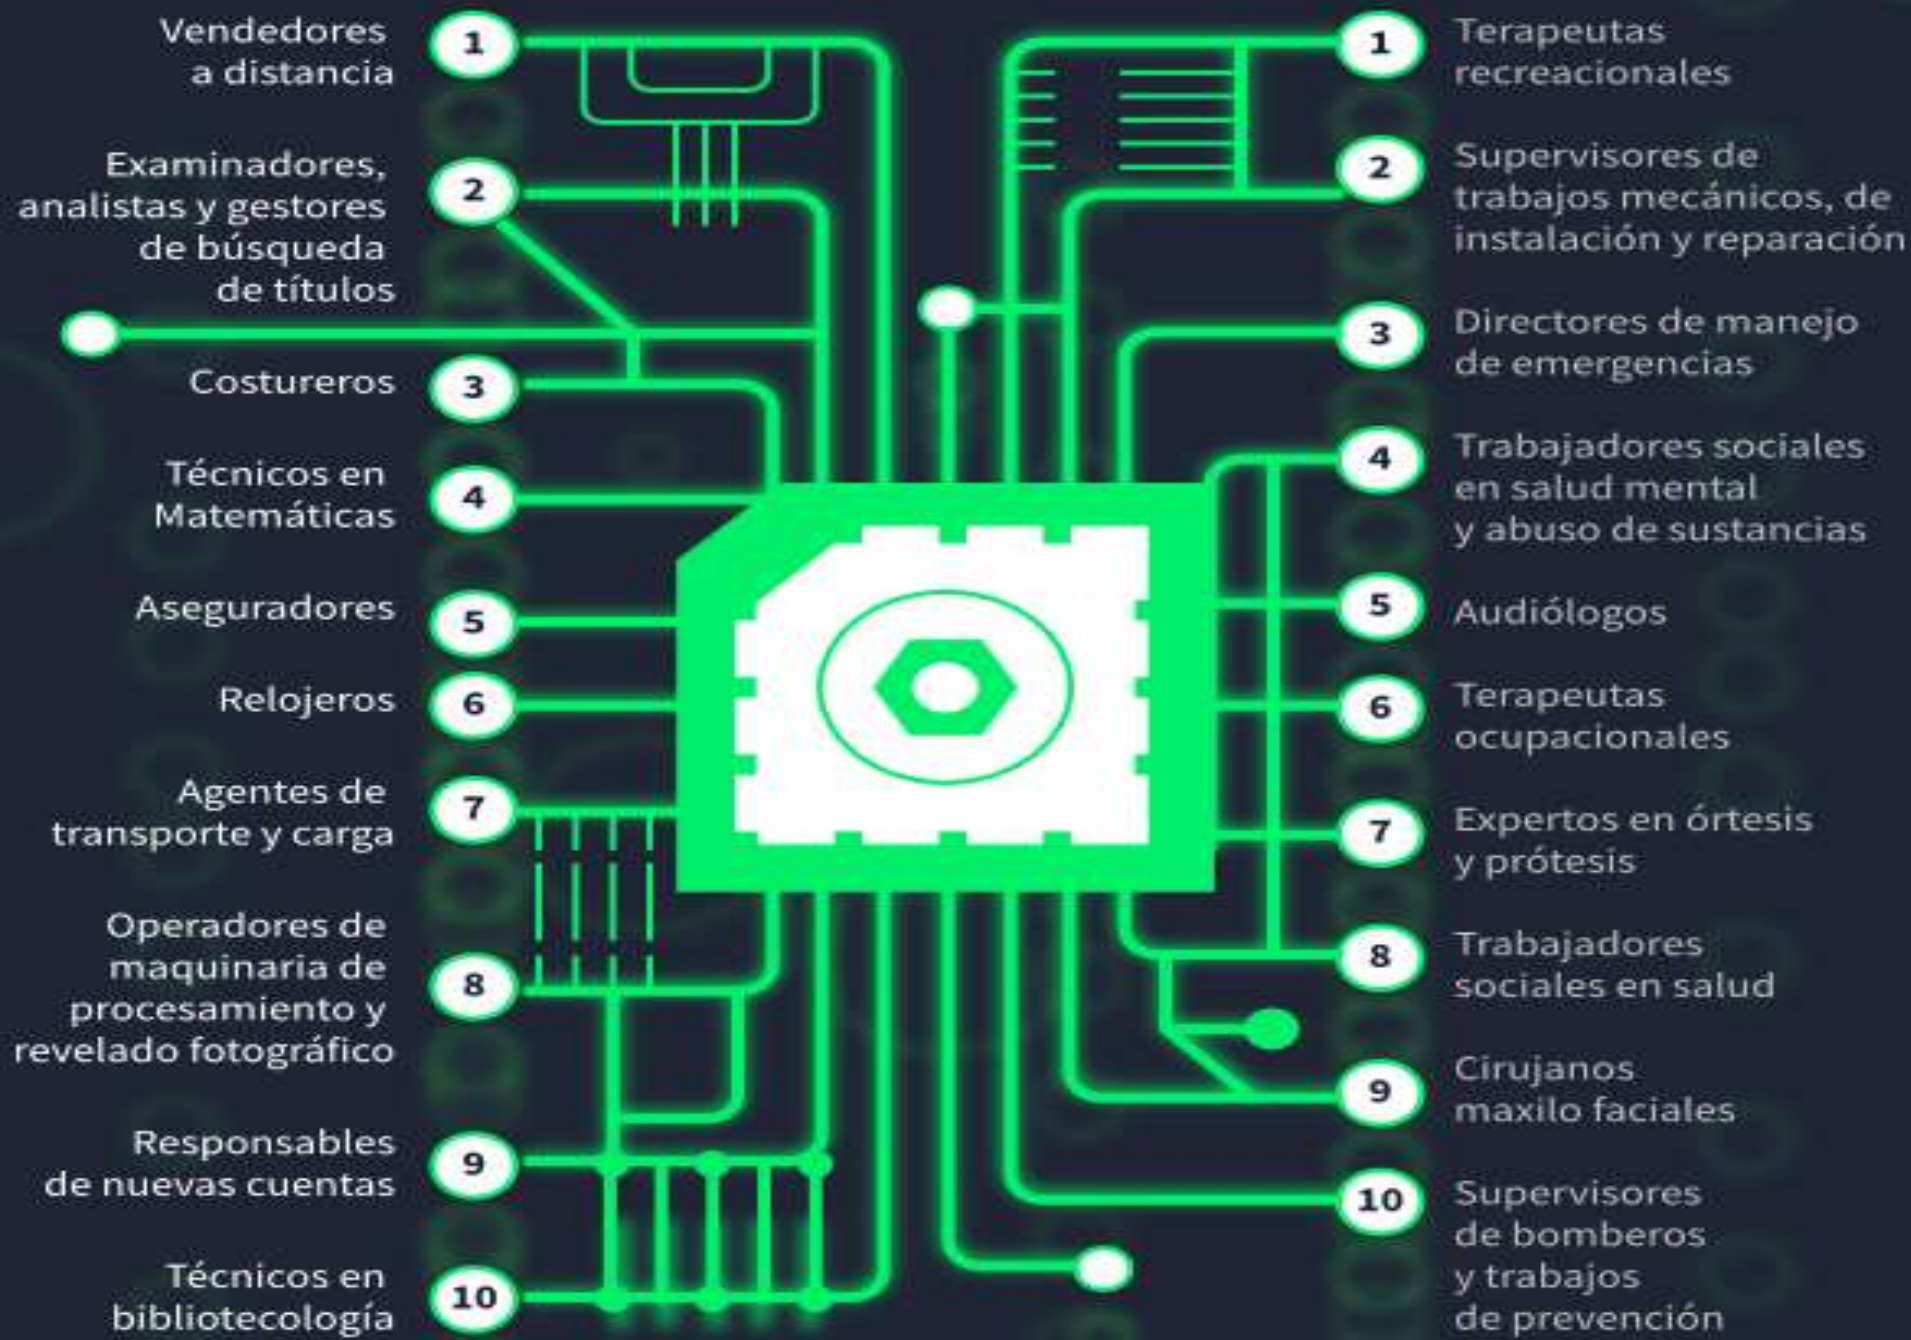 Vendedores
a distancia
1
Examinadores,
analistas y gestores
de búsqueda
de títulos
2
Costureros
3
Técnicos en
Matemáticas
4
Aseguradores
5
Relojeros
6
Agentes de
transporte y carga
7
Operadores de
maquinaria de
procesamiento y
revelado fotográfico
8
Responsables
de nuevas cuentas
9
Técnicos en
bibliotecología
10
1
Terapeutas
recreacionales
2
Supervisores de
trabajos mecánicos, de
instalación y reparación
3
Directores de manejo
de emergencias
4
Trabajadores sociales
en salud mental
y abuso de sustancias
5
Audiólogos
6
Terapeutas
ocupacionales
7
Expertos en órtesis
y prótesis
8
Trabajadores
sociales en salud
9
Cirujanos
maxilo faciales
10
Supervisores
de bomberos
y trabajos
de prevención